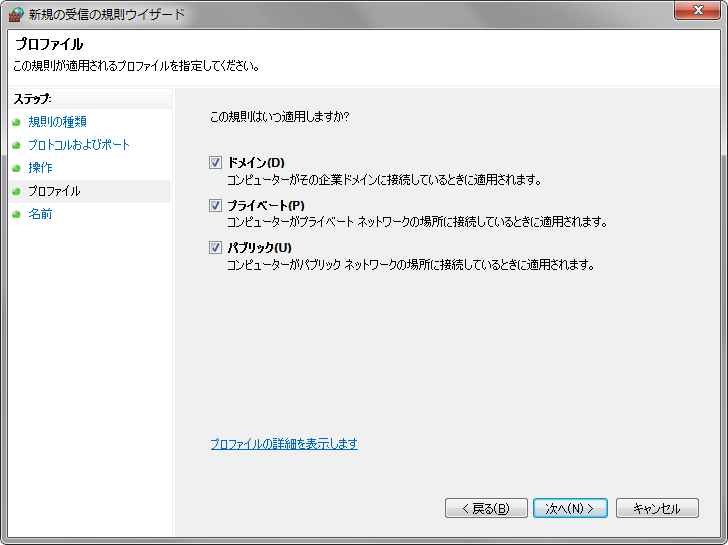 新規の受信の規則ウィザード
プロファイル
この規則が適用されるプロファイルを指定してください。
ステップ:
規則の種類
プロトコルおよびポート
操作
プロファイル
名前
この規則はいつ適用しますか?
ドメイン(D)
コンピューターがその企業ドメインに接続しているときに適用されます。
プライベート(P)
コンピューターがプライベート ネットワークの場所に接続しているときに適用されます。
パブリック(U)
コンピューターがパブリック ネットワークの場所に接続しているときに適用されます。
プロファイルの詳細を表示します
< 戻る(B) 次へ(N) > キャンセル